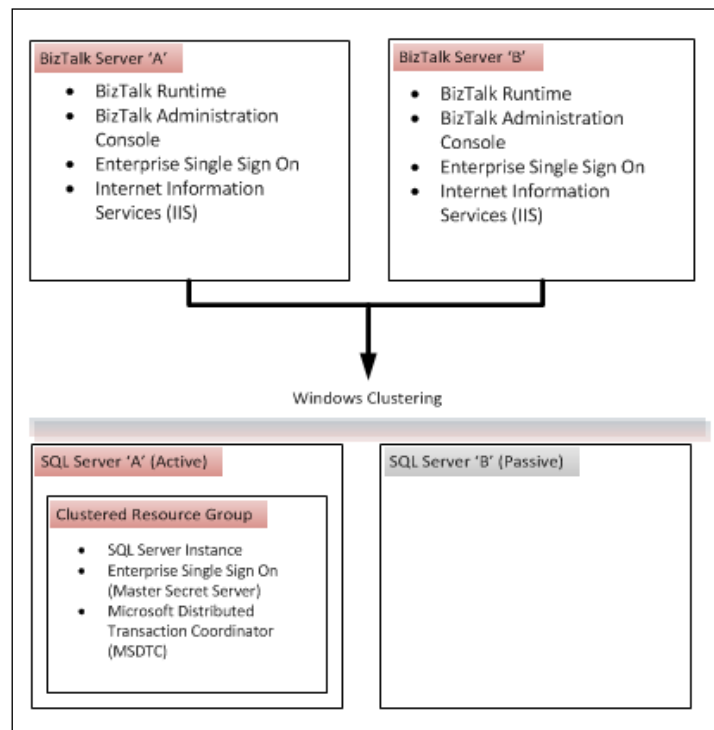 BizTalk Server ‘A’
• BizTalk Runtime
• BizTalk Administration
Console
• Enterprise Single Sign On
• Internet Information
Services (IIS)
BizTalk Server ‘B’
• BizTalk Runtime
• BizTalk Administration
Console
• Enterprise Single Sign On
• Internet Information
Services (IIS)
Windows Clustering
SQL Server ‘A’ (Active)
Clustered Resource Group
• SQL Server Instance
• Enterprise Single Sign On
(Master Secret Server)
• Microsoft Distributed
Transaction Coordinator
(MSDTC)
SQL Server ‘B’ (Passive)